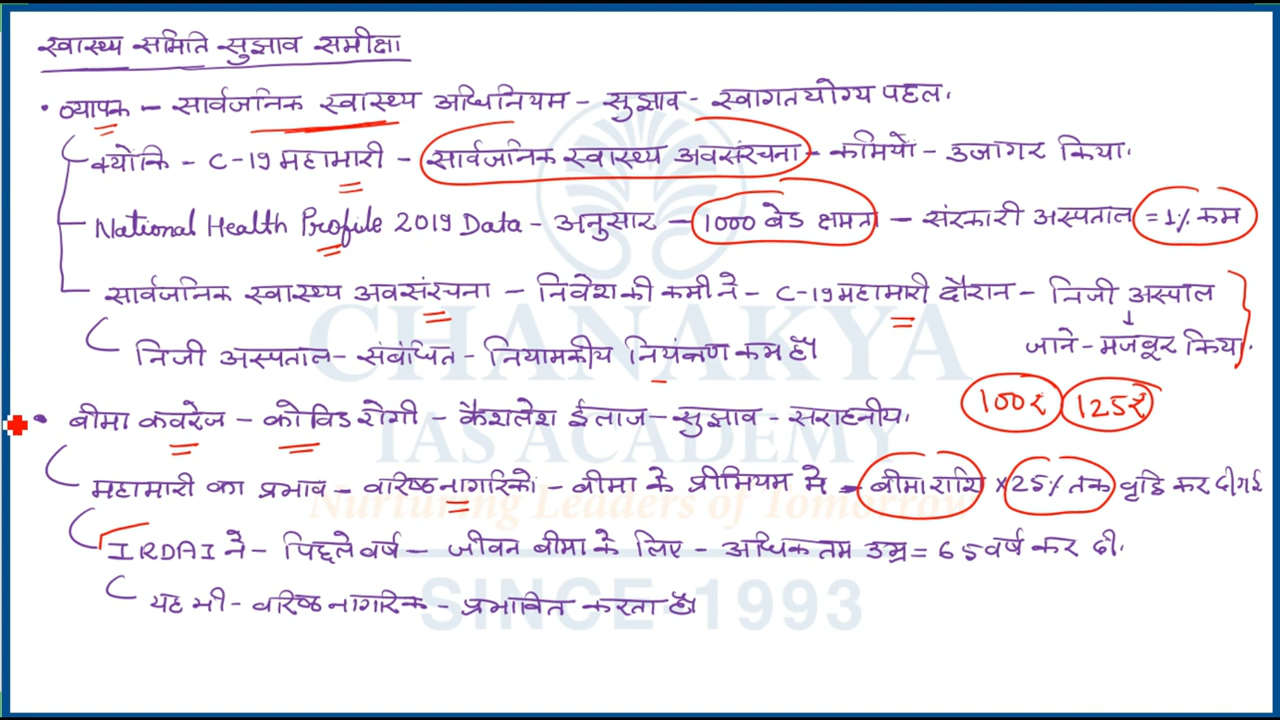 स्वास्थ्य समिति सुझाव समीक्षा
• व्यापक – सार्वजनिक स्वास्थ्य अधिनियम – सुझाव – स्वागतयोग्य पहल.
क्योकि – C-19 महामारी – सार्वजनिक स्वास्थ्य अवसंरचना – कमियों – उजागर किया.
National Health Profile 2019 Data – अनुसार – 1000 बेड क्षमता – सरकारी अस्पताल = 1% कम
सार्वजनिक स्वास्थ्य अवसंरचना – निवेश की कमी ने – C-19 महामारी दौरान – निजी अस्पाल
↓
निजी अस्पताल – संबंधित – नियामकीय नियंत्रण कम है। जाने – मजबूर किया.
100₹ 125₹
• बीमा कवरेज – कोविड रोगी – कैशलेश ईलाज – सुझाव – सराहनीय.
महामारी का प्रभाव – वरिष्ठ नागरिको – बीमा के प्रीमियम मे – बीमा राशि × 25% तक वृद्धि कर दी गई
IRDAI ने – पिछले वर्ष – जीवन बीमा के लिए – अधिकतम उम्र = 65 वर्ष कर दी.
यह भी – वरिष्ठ नागरिक – प्रभावित करता है।
CHANAKYA
IAS ACADEMY
Nurturing Leaders of Tomorrow
SINCE-1993